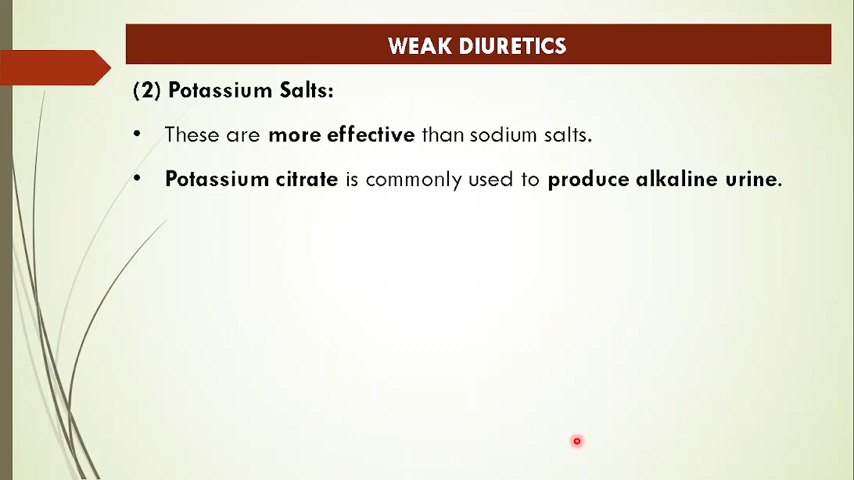 WEAK DIURETICS
(2) Potassium Salts:
• These are more effective than sodium salts.
• Potassium citrate is commonly used to produce alkaline urine.